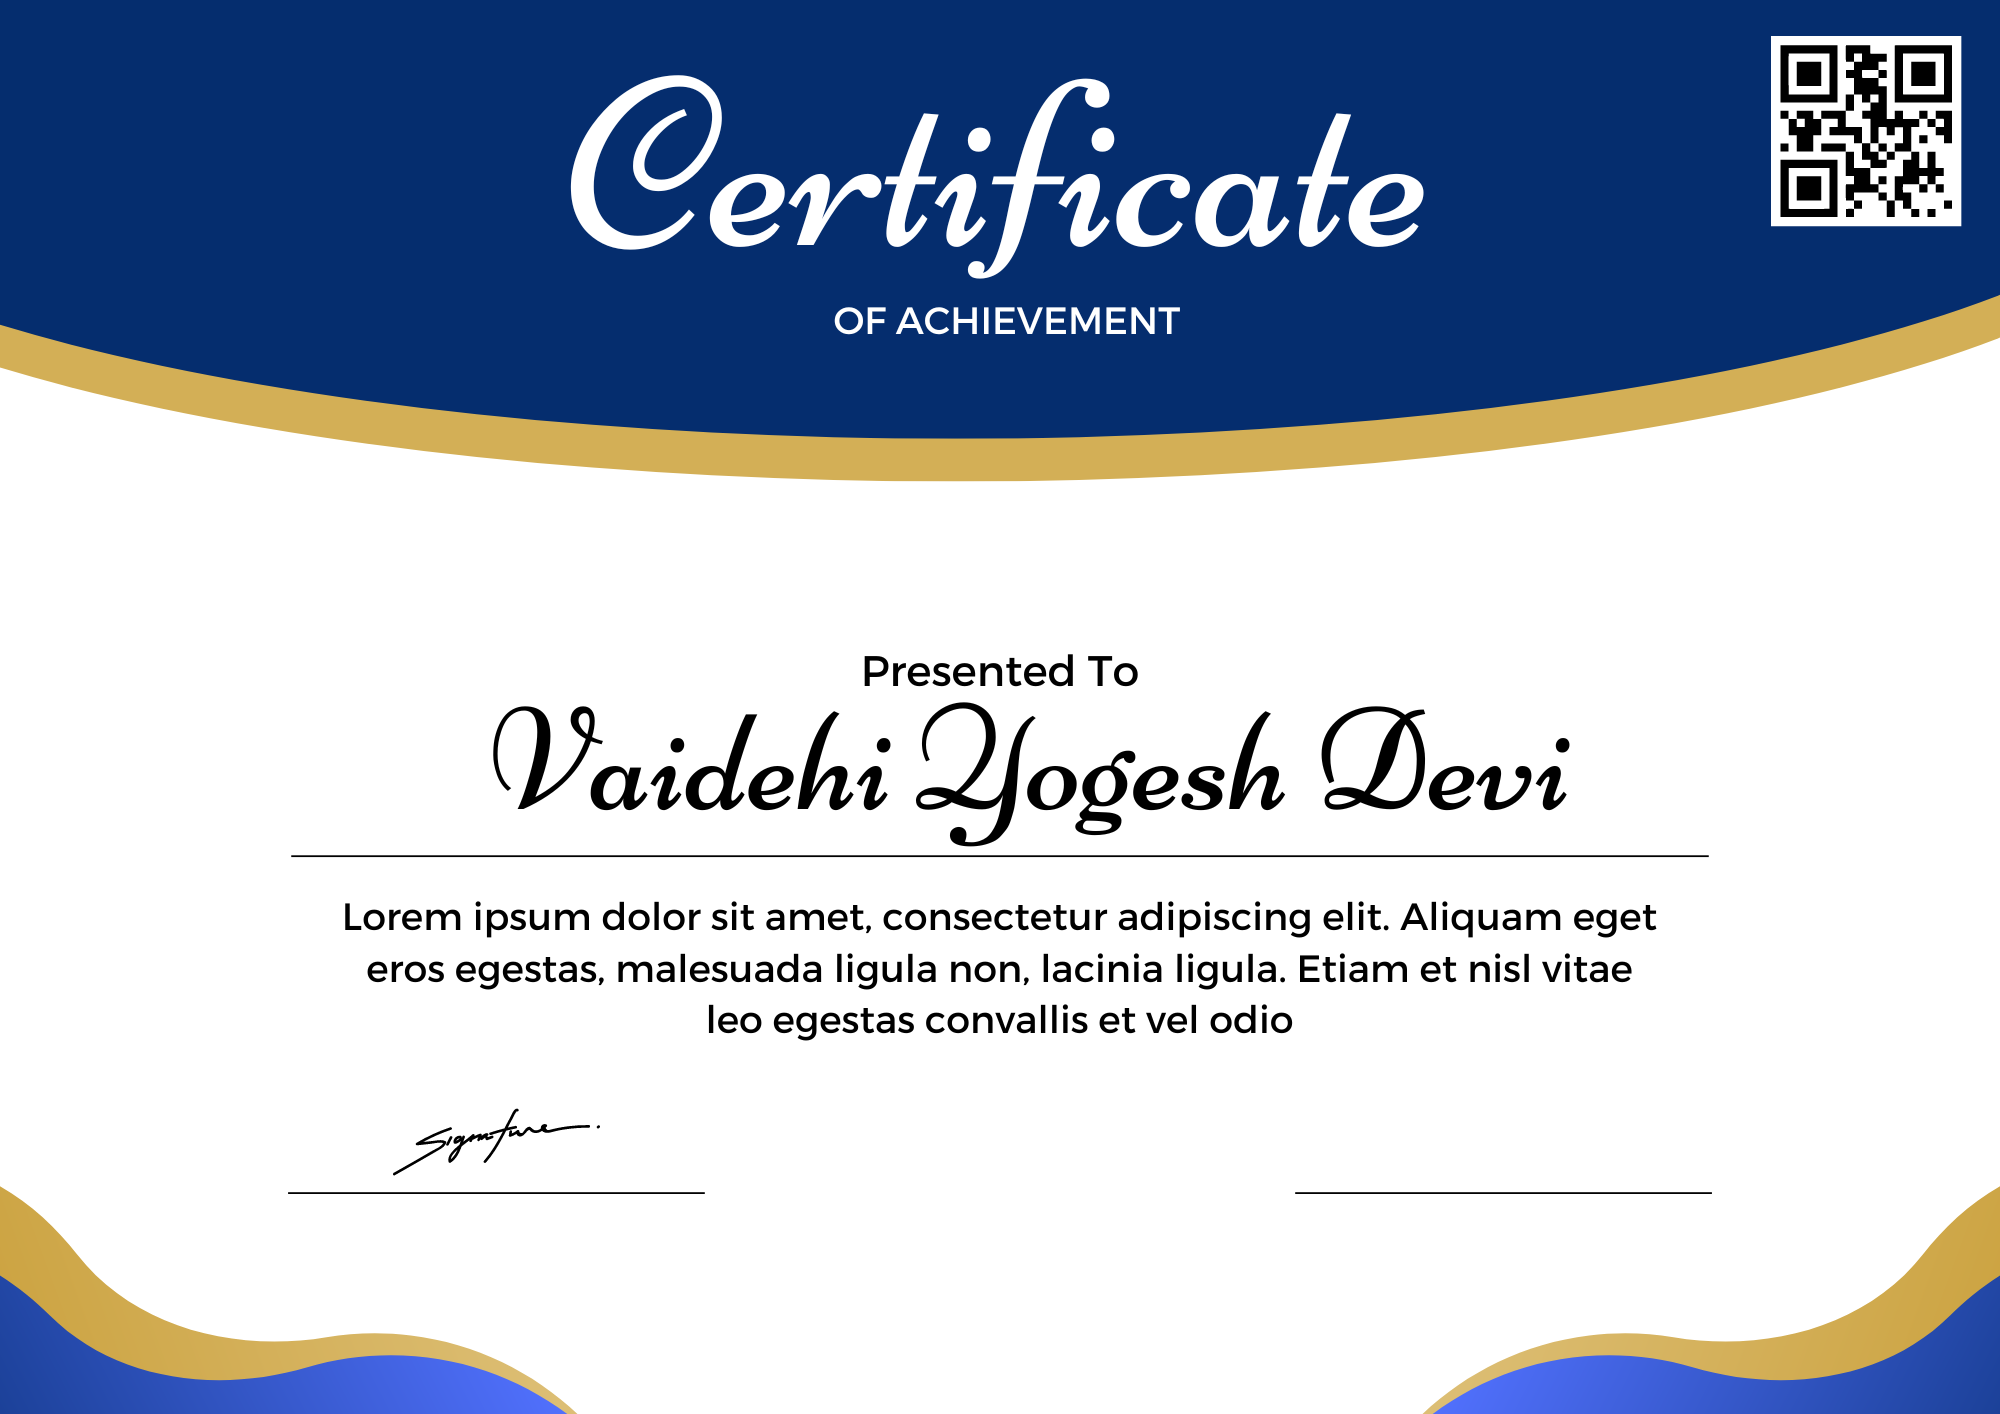 Certificate
OF ACHIEVEMENT
Presented To
Vaidehi Yogesh Devi
Lorem ipsum dolor sit amet, consectetur adipiscing elit. Aliquam eget
eros egestas, malesuada ligula non, lacinia ligula. Etiam et nisl vitae
leo egestas convallis et vel odio
Signature